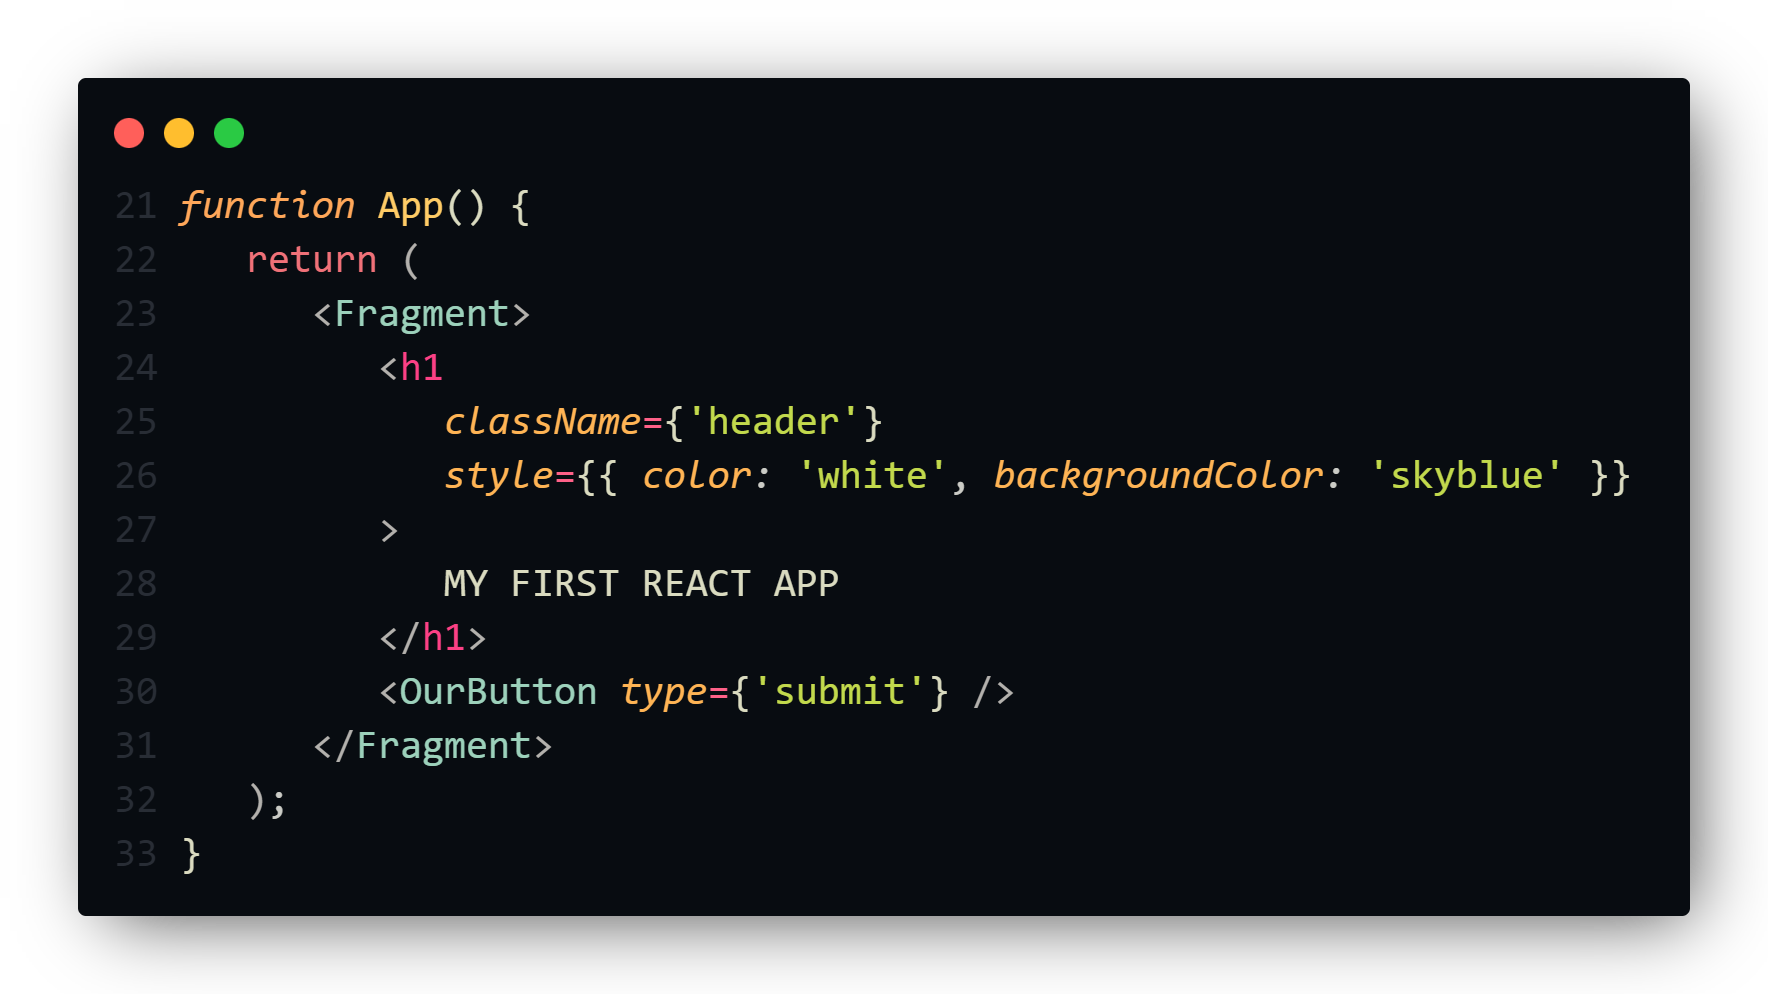 21 function App() {
22    return (
23       <Fragment>
24          <h1
25             className={'header'}
26             style={{ color: 'white', backgroundColor: 'skyblue' }}
27          >
28             MY FIRST REACT APP
29          </h1>
30          <OurButton type={'submit'} />
31       </Fragment>
32    );
33 }